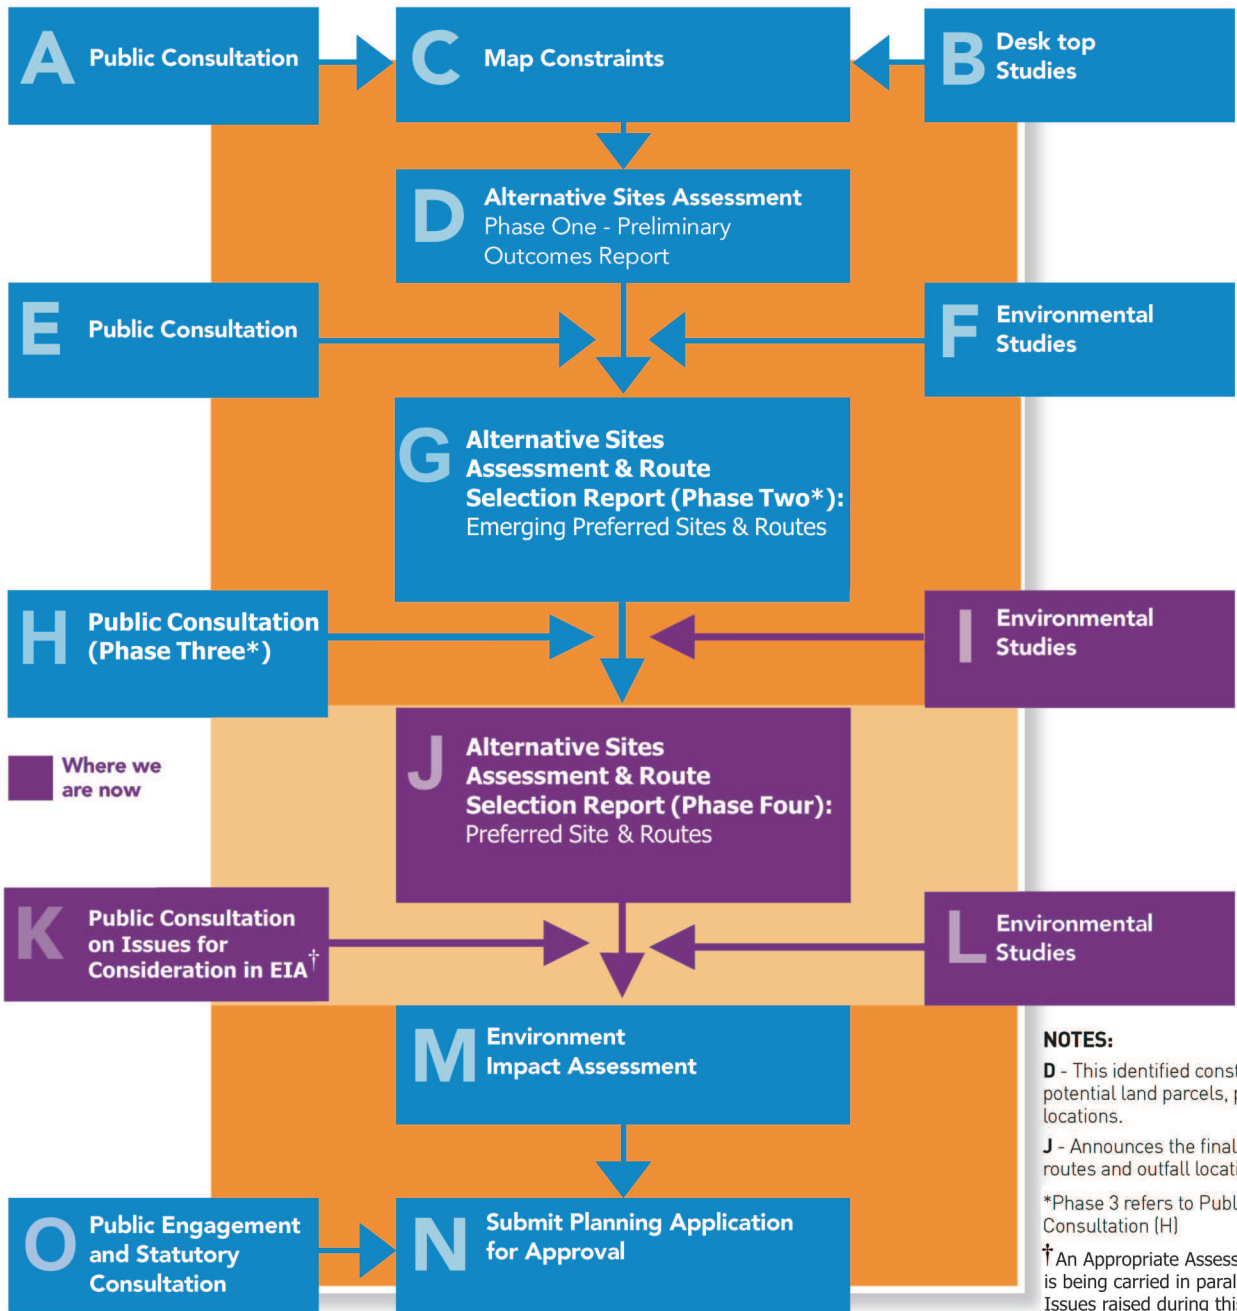 A Public Consultation
C Map Constraints
B Desk top
Studies
D Alternative Sites Assessment
Phase One - Preliminary
Outcomes Report
E Public Consultation
F Environmental
Studies
G Alternative Sites
Assessment & Route
Selection Report (Phase Two*):
Emerging Preferred Sites & Routes
H Public Consultation
(Phase Three*)
I Environmental
Studies
Where we
are now
J Alternative Sites
Assessment & Route
Selection Report (Phase Four):
Preferred Site & Routes
K Public Consultation
on Issues for
Consideration in EIA†
L Environmental
Studies
M Environment
Impact Assessment
O Public Engagement
and Statutory
Consultation
N Submit Planning Application
for Approval
NOTES:
D - This identified
potential land parcels,
locations.
J - Announces the final
routes and outfall
*Phase 3 refers to
Consultation (H)
† An Appropriate
is being carried in
Issues raised during